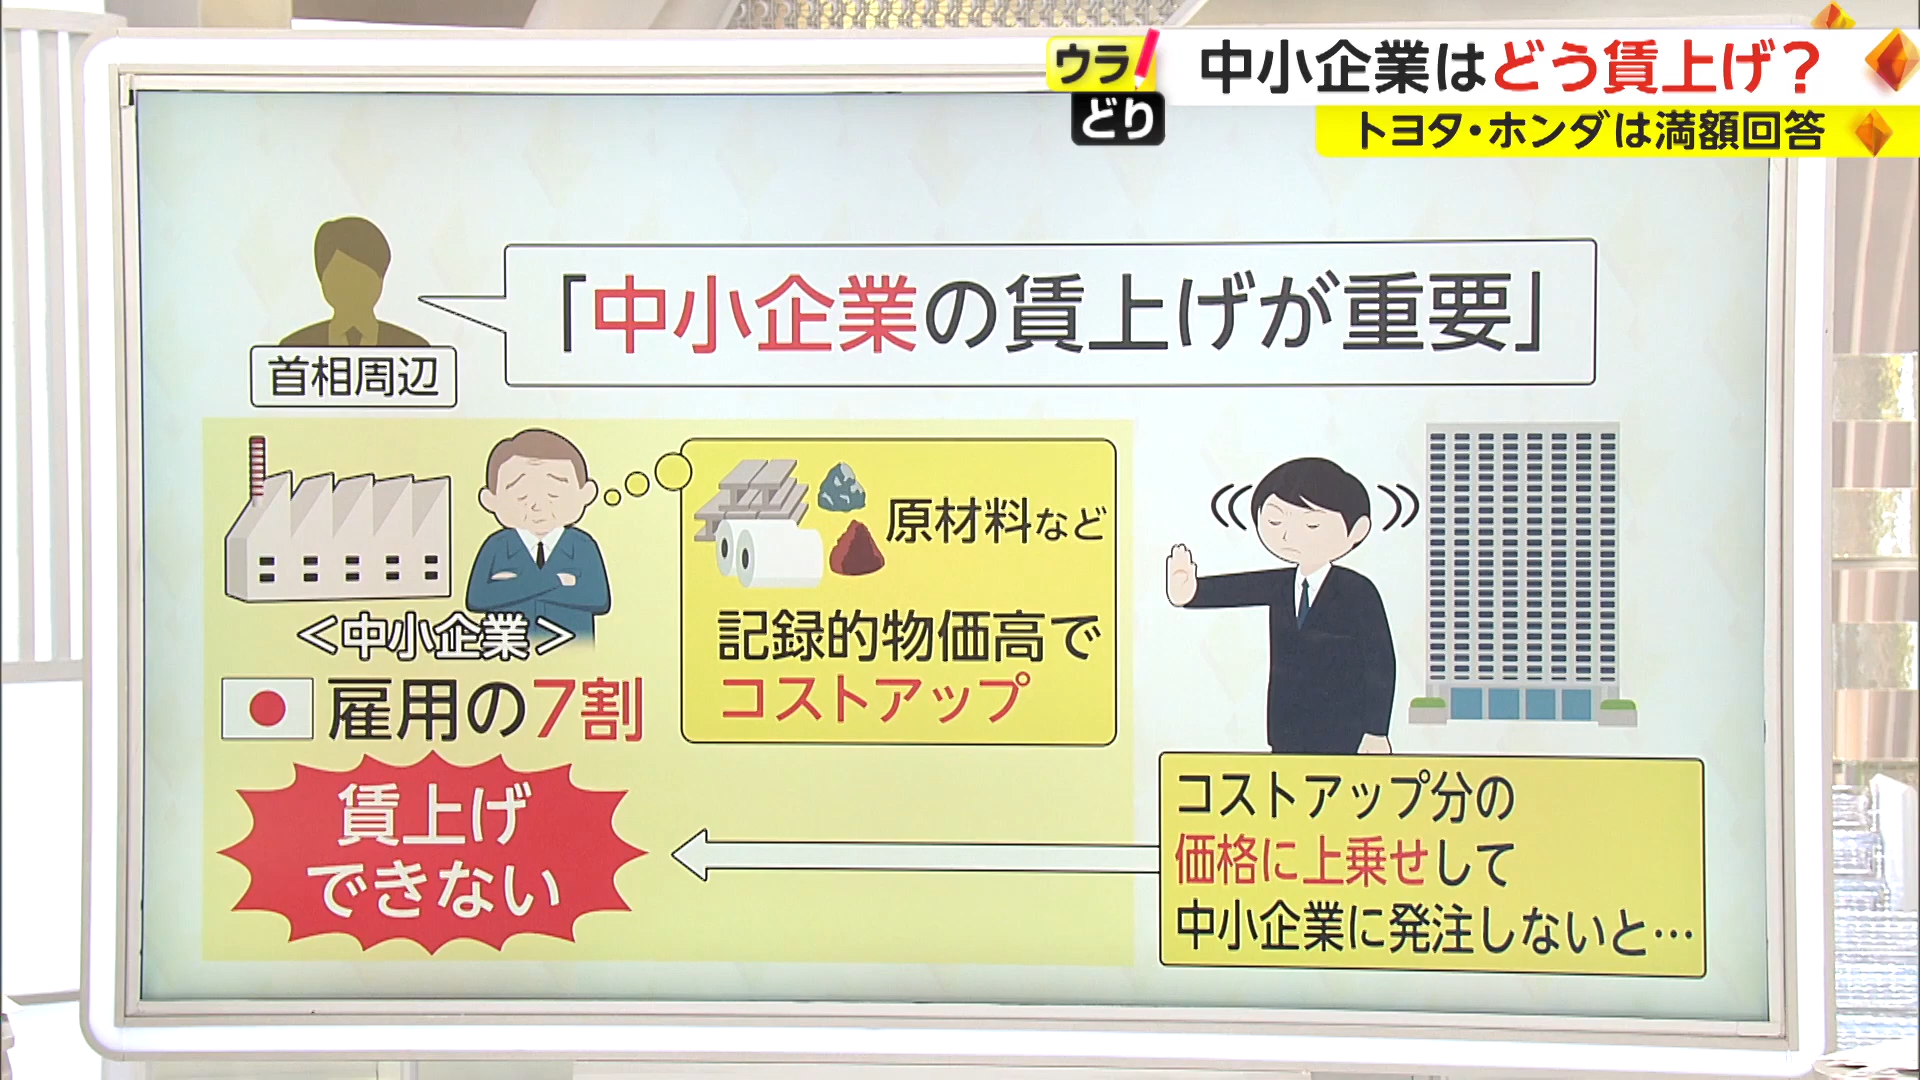 ウラ
どり
中小企業はどう賃上げ?
トヨタ・ホンダは満額回答
「中小企業の賃上げが重要」
首相周辺
原材料など
記録的物価高で
コストアップ
<中小企業>
雇用の7割
賃上げ
できない
コストアップ分の
価格に上乗せして
中小企業に発注しないと…